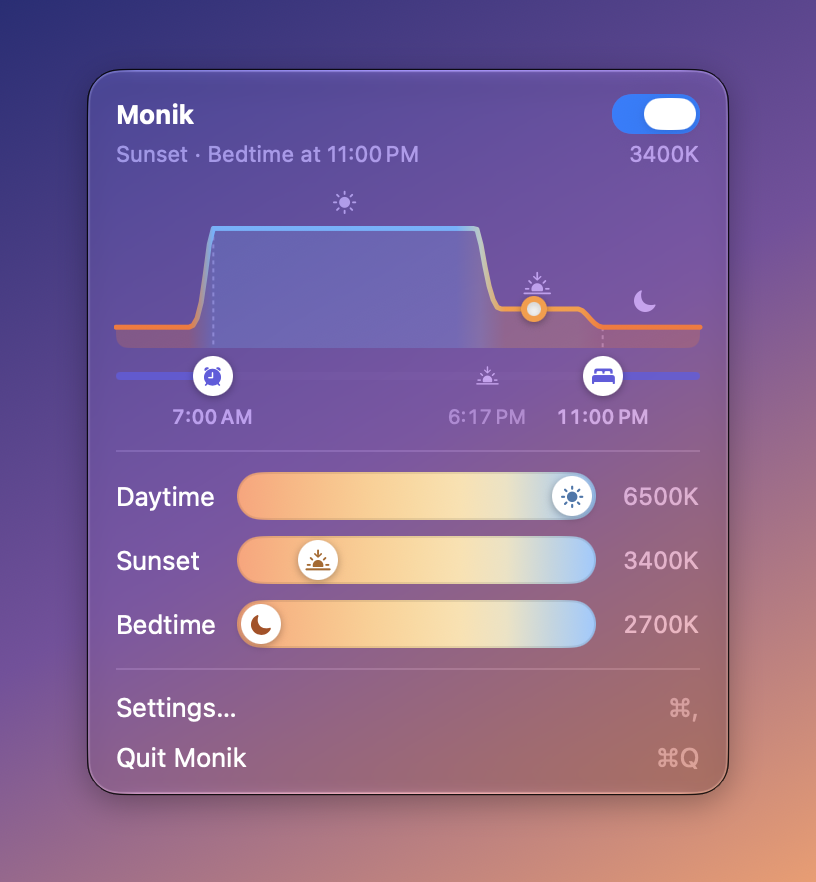 Monik
Sunset · Bedtime at 11:00 PM 3400K
7:00 AM 6:17 PM 11:00 PM
Daytime 6500K
Sunset 3400K
Bedtime 2700K
Settings... ⌘,
Quit Monik ⌘Q